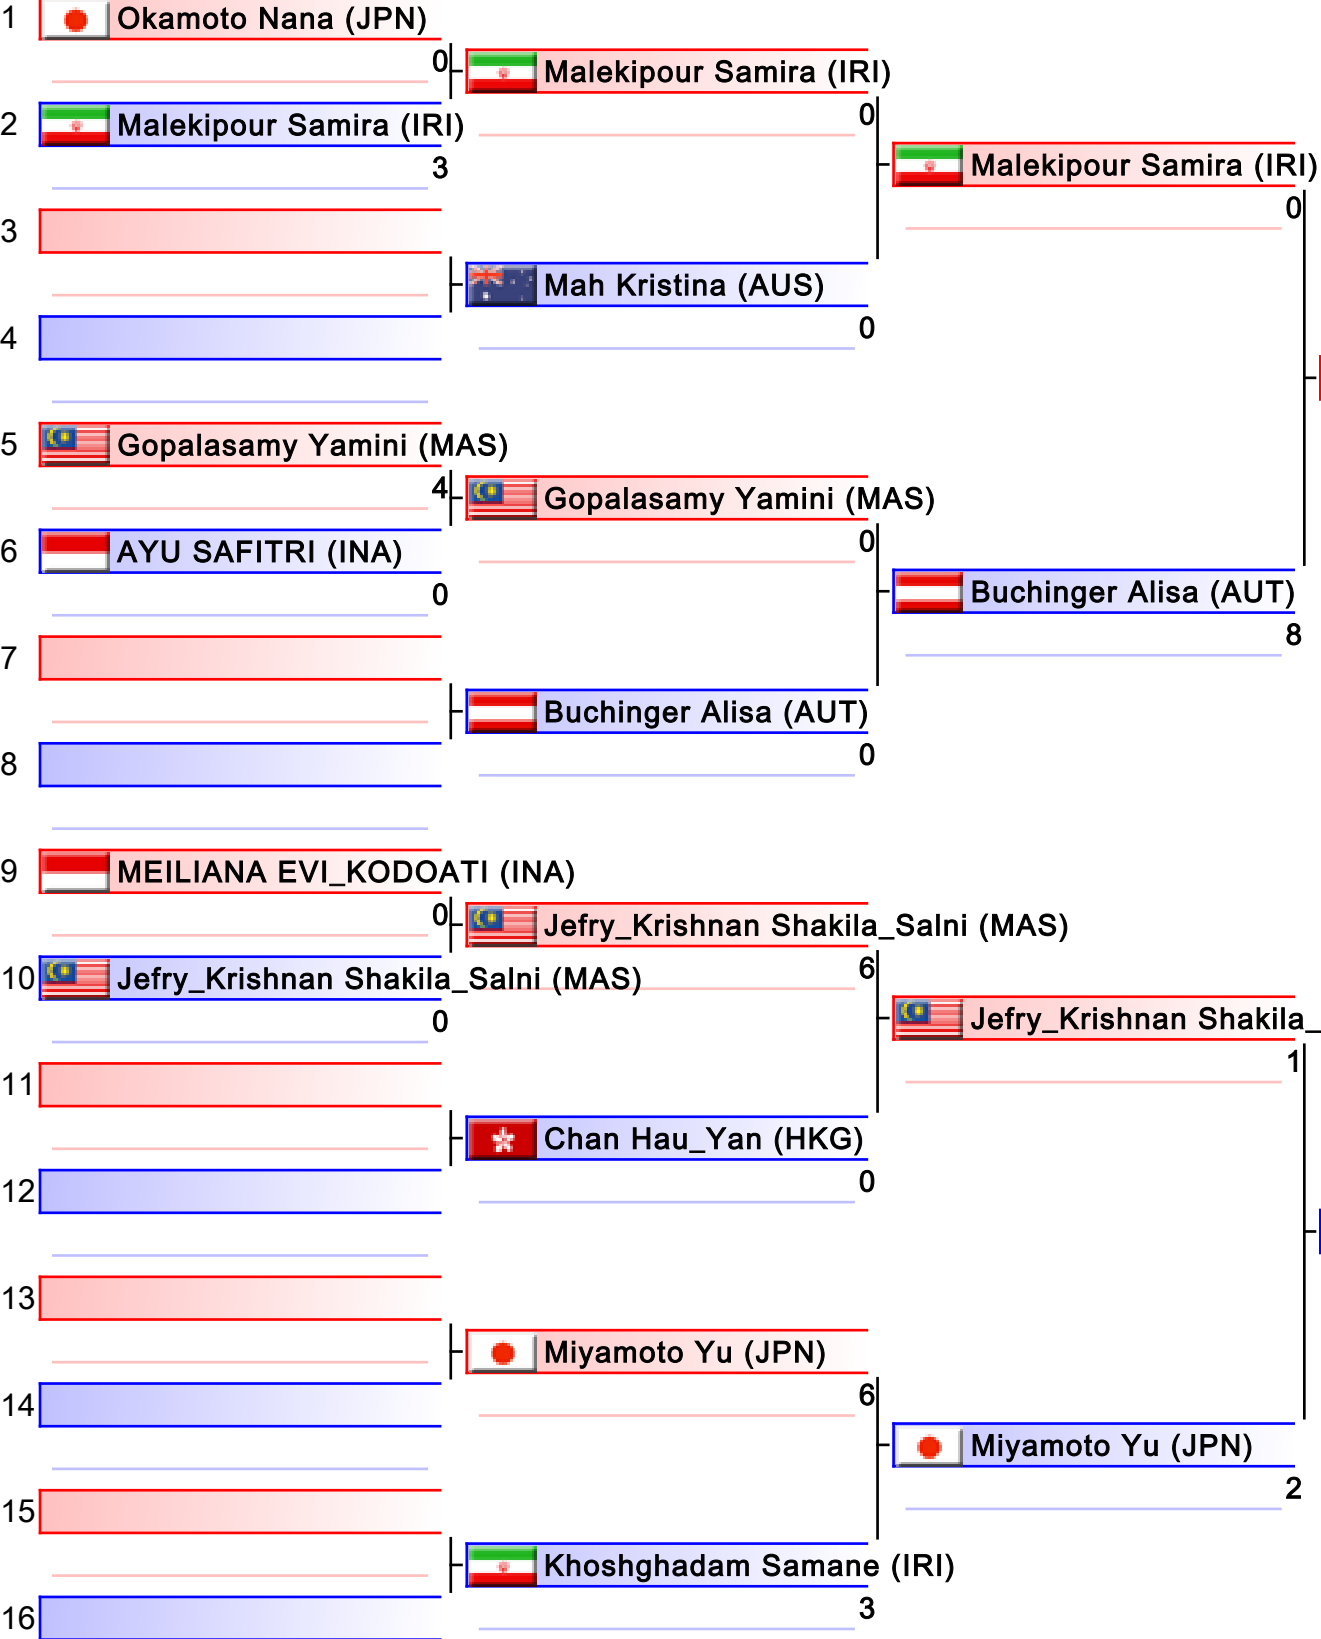 1 Okamoto Nana (JPN)
0
Malekipour Samira (IRI)
0
2 Malekipour Samira (IRI)
3
Malekipour Samira (IRI)
0
3
Mah Kristina (AUS)
0
4
5 Gopalasamy Yamini (MAS)
4
Gopalasamy Yamini (MAS)
0
6 AYU SAFITRI (INA)
0
Buchinger Alisa (AUT)
8
7
Buchinger Alisa (AUT)
0
8
9 MEILIANA EVI_KODOATI (INA)
0
Jefry_Krishnan Shakila_Salni (MAS)
6
10 Jefry_Krishnan Shakila_Salni (MAS)
0
Jefry_Krishnan Shakila_
1
11
Chan Hau_Yan (HKG)
0
12
13
Miyamoto Yu (JPN)
6
14
Miyamoto Yu (JPN)
2
15
Khoshghadam Samane (IRI)
3
16